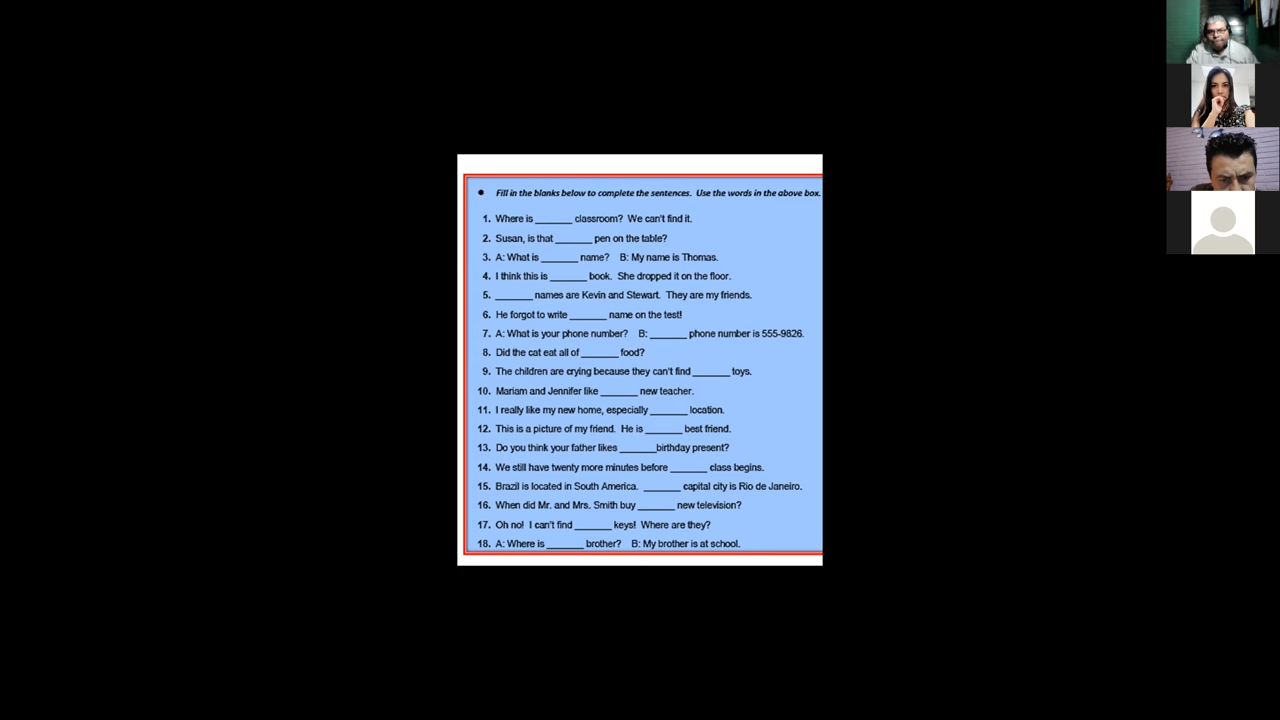 • Fill in the blanks below to complete the sentences. Use the words in the above box.
1. Where is _______ classroom? We can't find it.
2. Susan, is that _______ pen on the table?
3. A: What is _______ name? B: My name is Thomas.
4. I think this is _______ book. She dropped it on the floor.
5. _______ names are Kevin and Stewart. They are my friends.
6. He forgot to write _______ name on the test!
7. A: What is your phone number? B: _______ phone number is 555-9826.
8. Did the cat eat all of _______ food?
9. The children are crying because they can't find _______ toys.
10. Mariam and Jennifer like _______ new teacher.
11. I really like my new home, especially _______ location.
12. This is a picture of my friend. He is _______ best friend.
13. Do you think your father likes _______birthday present?
14. We still have twenty more minutes before _______ class begins.
15. Brazil is located in South America. _______ capital city is Rio de Janeiro.
16. When did Mr. and Mrs. Smith buy _______ new television?
17. Oh no! I can't find _______ keys! Where are they?
18. A: Where is _______ brother? B: My brother is at school.